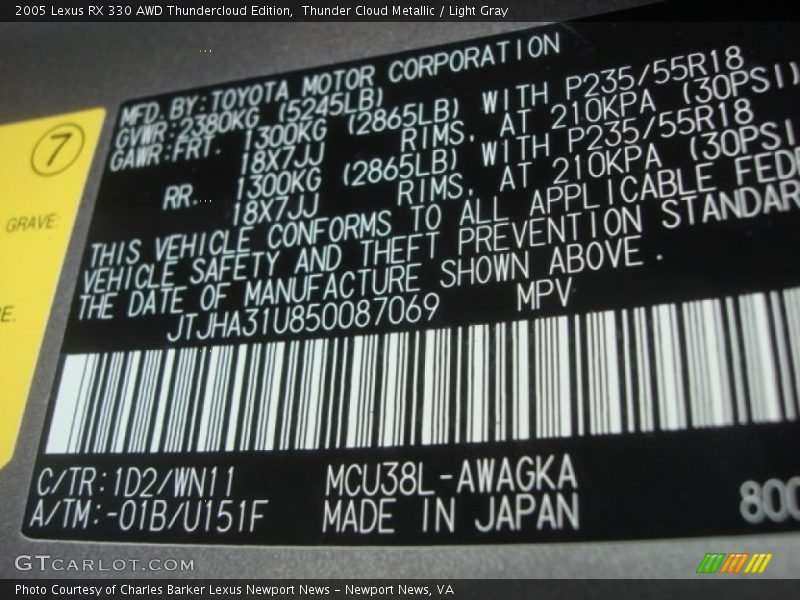 2005 Lexus RX 330 AWD Thundercloud Edition,  Thunder Cloud Metallic / Light Gray
7
GRAVE:
E.
MFD.BY:TOYOTA MOTOR CORPORATION
GVWR:2380KG (5245LB)
GAWR:FRT. 1300KG (2865LB) WITH P235/55R18
18X7JJ RIMS, AT 210KPA (30PSI)
RR. 1300KG (2865LB) WITH P235/55R18
18X7JJ RIMS, AT 210KPA (30PSI
THIS VEHICLE CONFORMS TO ALL APPLICABLE FEDE
VEHICLE SAFETY AND THEFT PREVENTION STANDAR
THE DATE OF MANUFACTURE SHOWN ABOVE.
JTJHA31U850087069 MPV
C/TR:1D2/WN11 MCU38L-AWAGKA
A/TM:-01B/U151F MADE IN JAPAN
800
GTCARLOT.COM
Photo Courtesy of Charles Barker Lexus Newport News – Newport News, VA